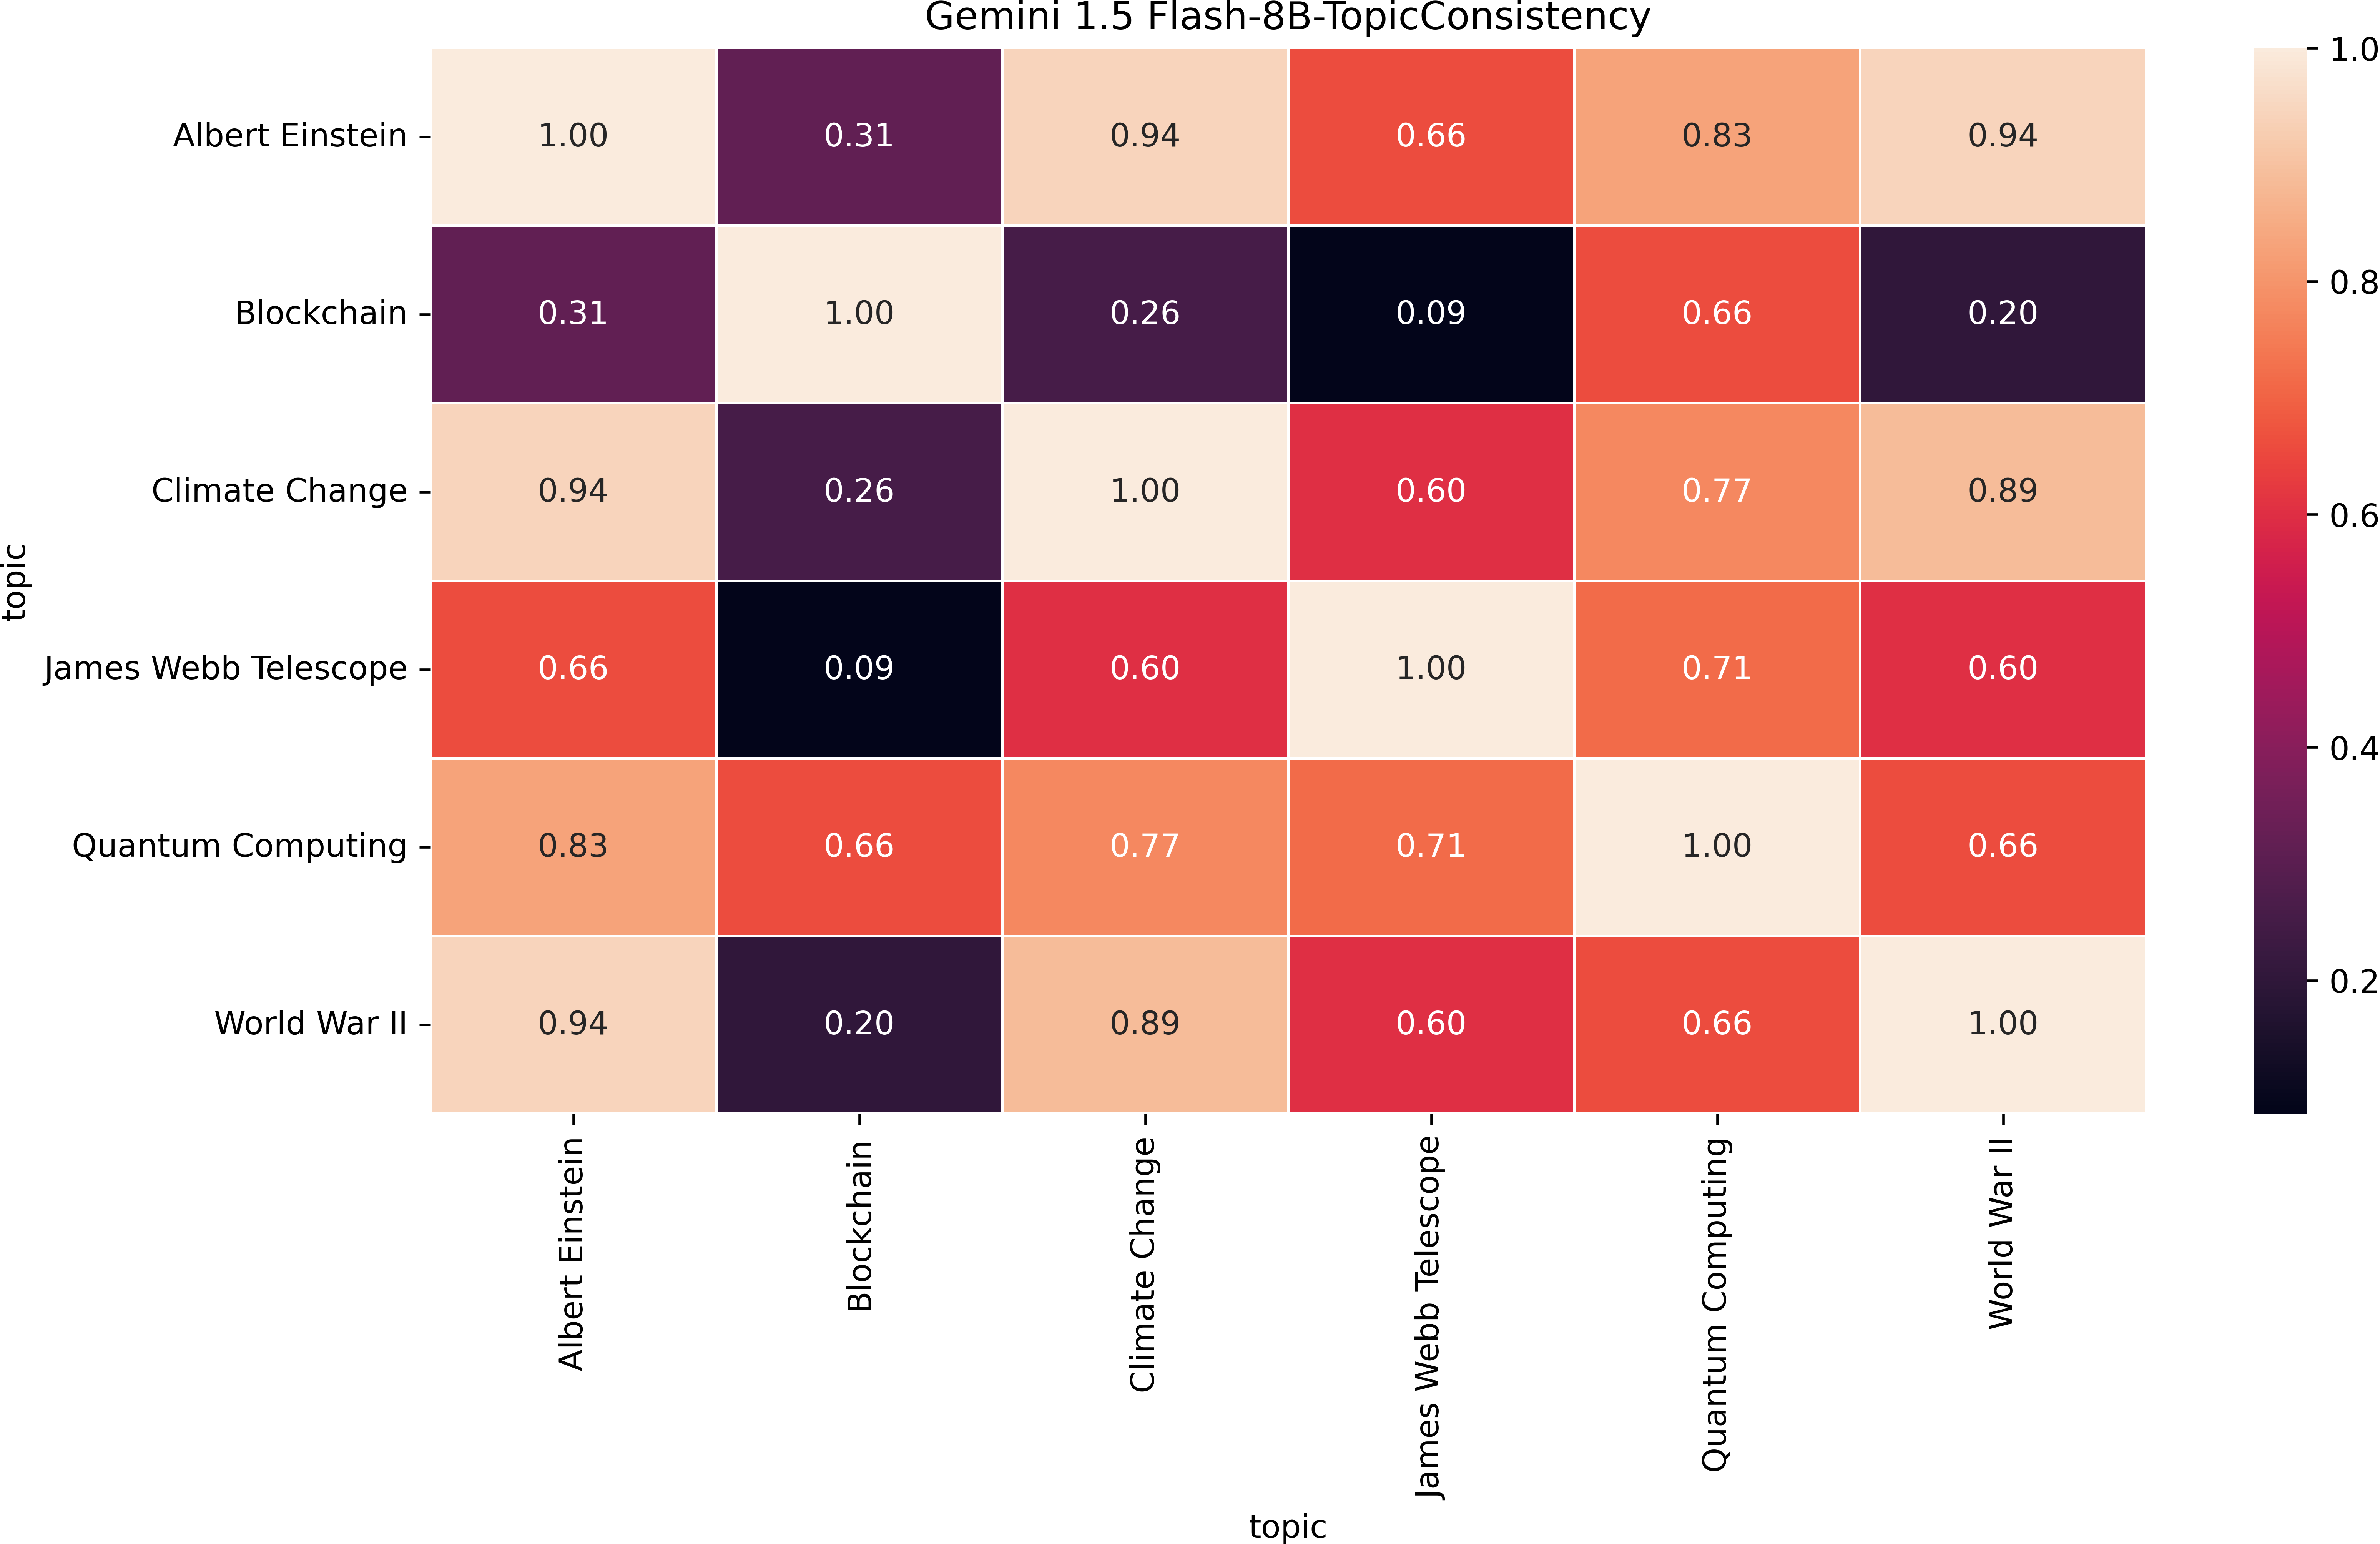 Gemini 1.5 Flash-8B-TopicConsistency
topic
Albert Einstein 1.00 0.31 0.94 0.66 0.83 0.94
Blockchain 0.31 1.00 0.26 0.09 0.66 0.20
Climate Change 0.94 0.26 1.00 0.60 0.77 0.89
James Webb Telescope 0.66 0.09 0.60 1.00 0.71 0.60
Quantum Computing 0.83 0.66 0.77 0.71 1.00 0.66
World War II 0.94 0.20 0.89 0.60 0.66 1.00
Albert Einstein
Blockchain
Climate Change
James Webb Telescope
Quantum Computing
World War II
topic
1.0
0.8
0.6
0.4
0.2